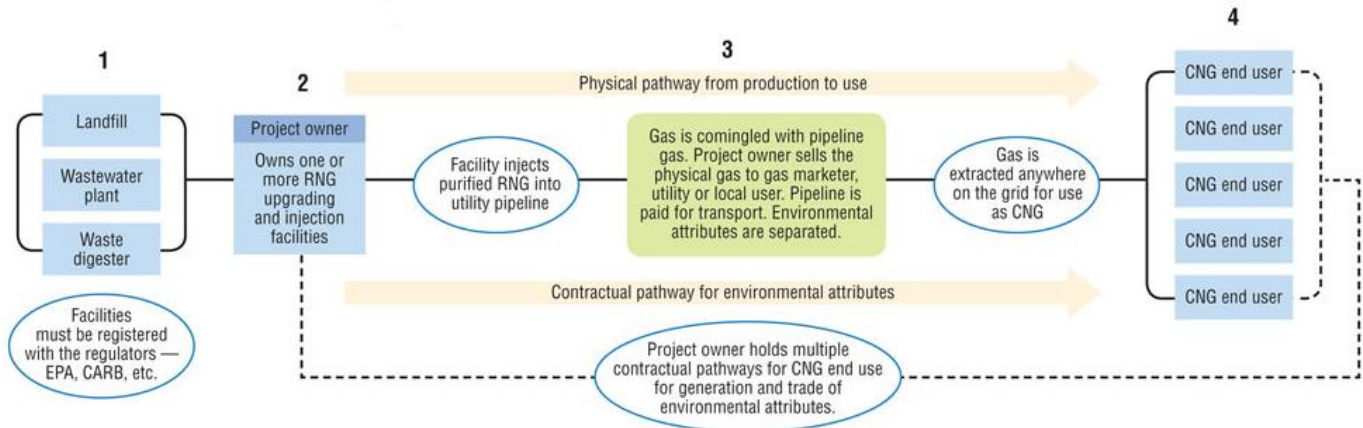 1
Landfill
Wastewater
plant
Waste
digester
Facilities
must be registered
with the regulators —
EPA, CARB, etc.
2
Project owner
Owns one or
more RNG
upgrading
and injection
facilities
3
Physical pathway from production to use
Facility injects
purified RNG into
utility pipeline
Gas is comingled with pipeline
gas. Project owner sells the
physical gas to gas marketer,
utility or local user. Pipeline is
paid for transport. Environmental
attributes are separated.
Gas is
extracted anywhere
on the grid for use
as CNG
Contractual pathway for environmental attributes
Project owner holds multiple
contractual pathways for CNG end use
for generation and trade of
environmental attributes.
4
CNG end user
CNG end user
CNG end user
CNG end user
CNG end user